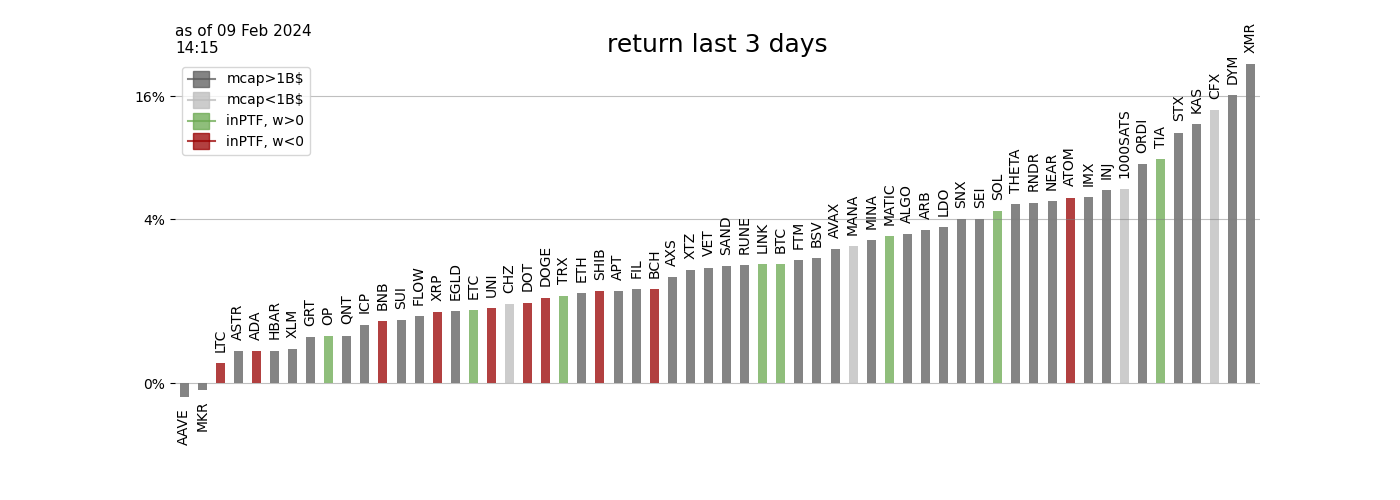 as of 09 Feb 2024
14:15
return last 3 days
mcap>1B$
mcap<1B$
inPTF, w>0
inPTF, w<0
16%
4%
0%
AAVE
MKR
LTC
ASTR
ADA
HBAR
XLM
GRT
OP
QNT
ICP
BNB
SUI
FLOW
XRP
EGLD
ETC
UNI
CHZ
DOT
DOGE
TRX
ETH
SHIB
APT
FIL
BCH
AXS
XTZ
VET
SAND
RUNE
LINK
BTC
FTM
BSV
AVAX
MANA
MINA
MATIC
ALGO
ARB
LDO
SNX
SEI
SOL
THETA
RNDR
NEAR
ATOM
IMX
INJ
1000SATS
ORDI
TIA
STX
KAS
CFX
DYM
XMR